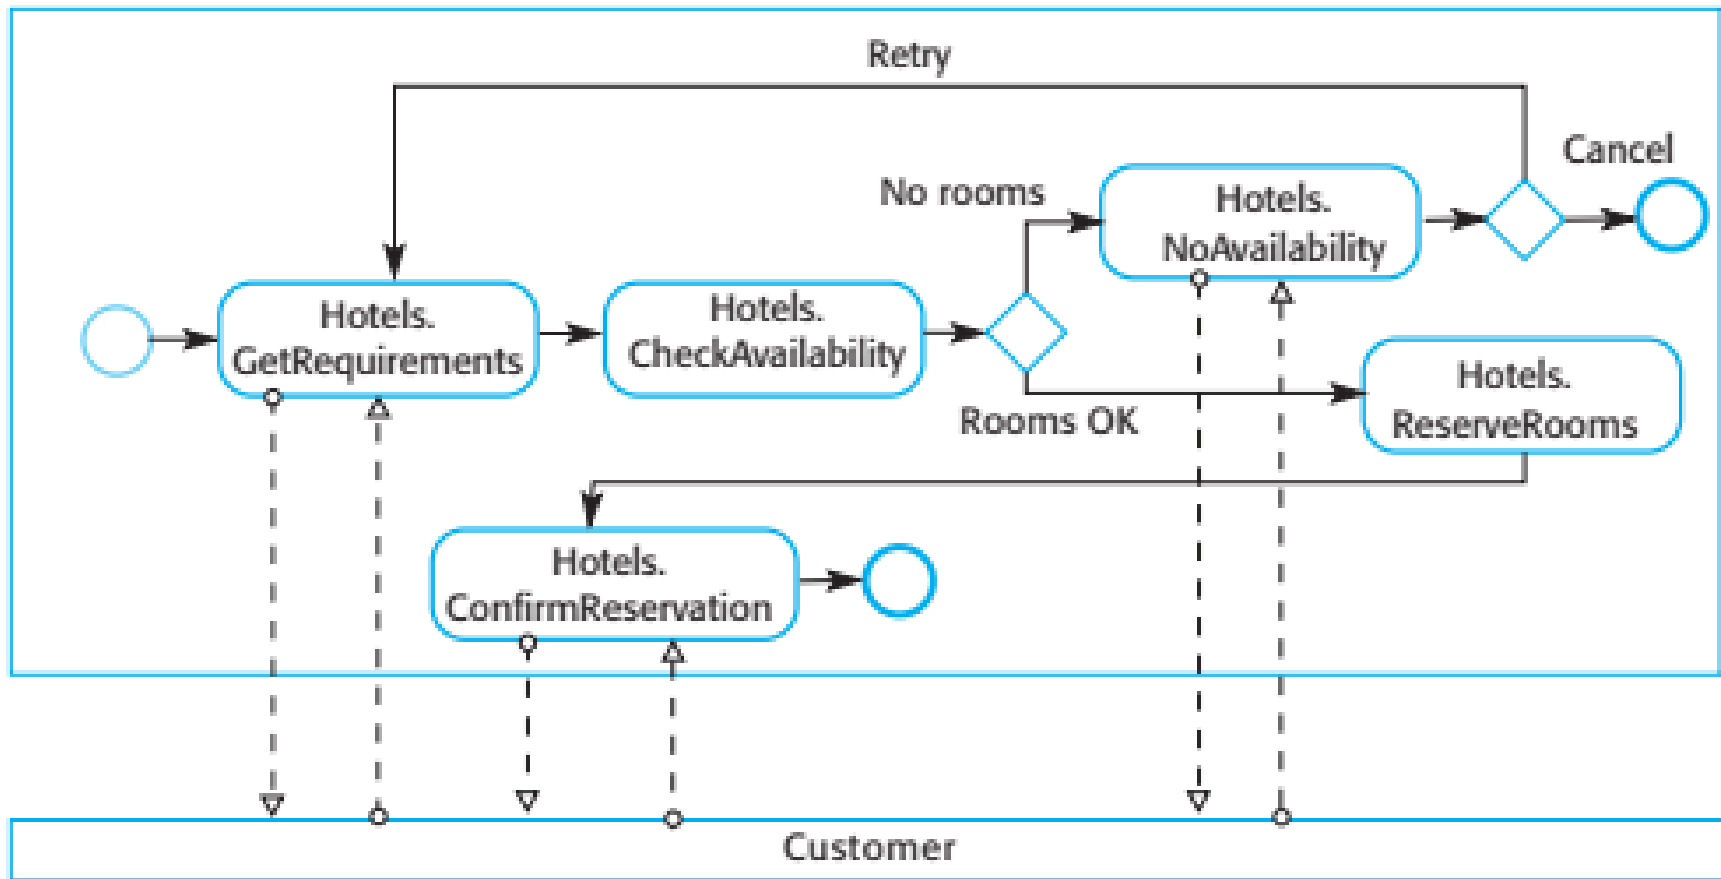 Retry
Cancel
No rooms
Hotels.
NoAvailability
Hotels.
GetRequirements
Hotels.
CheckAvailability
Rooms OK
Hotels.
ReserveRooms
Hotels.
ConfirmReservation
Customer